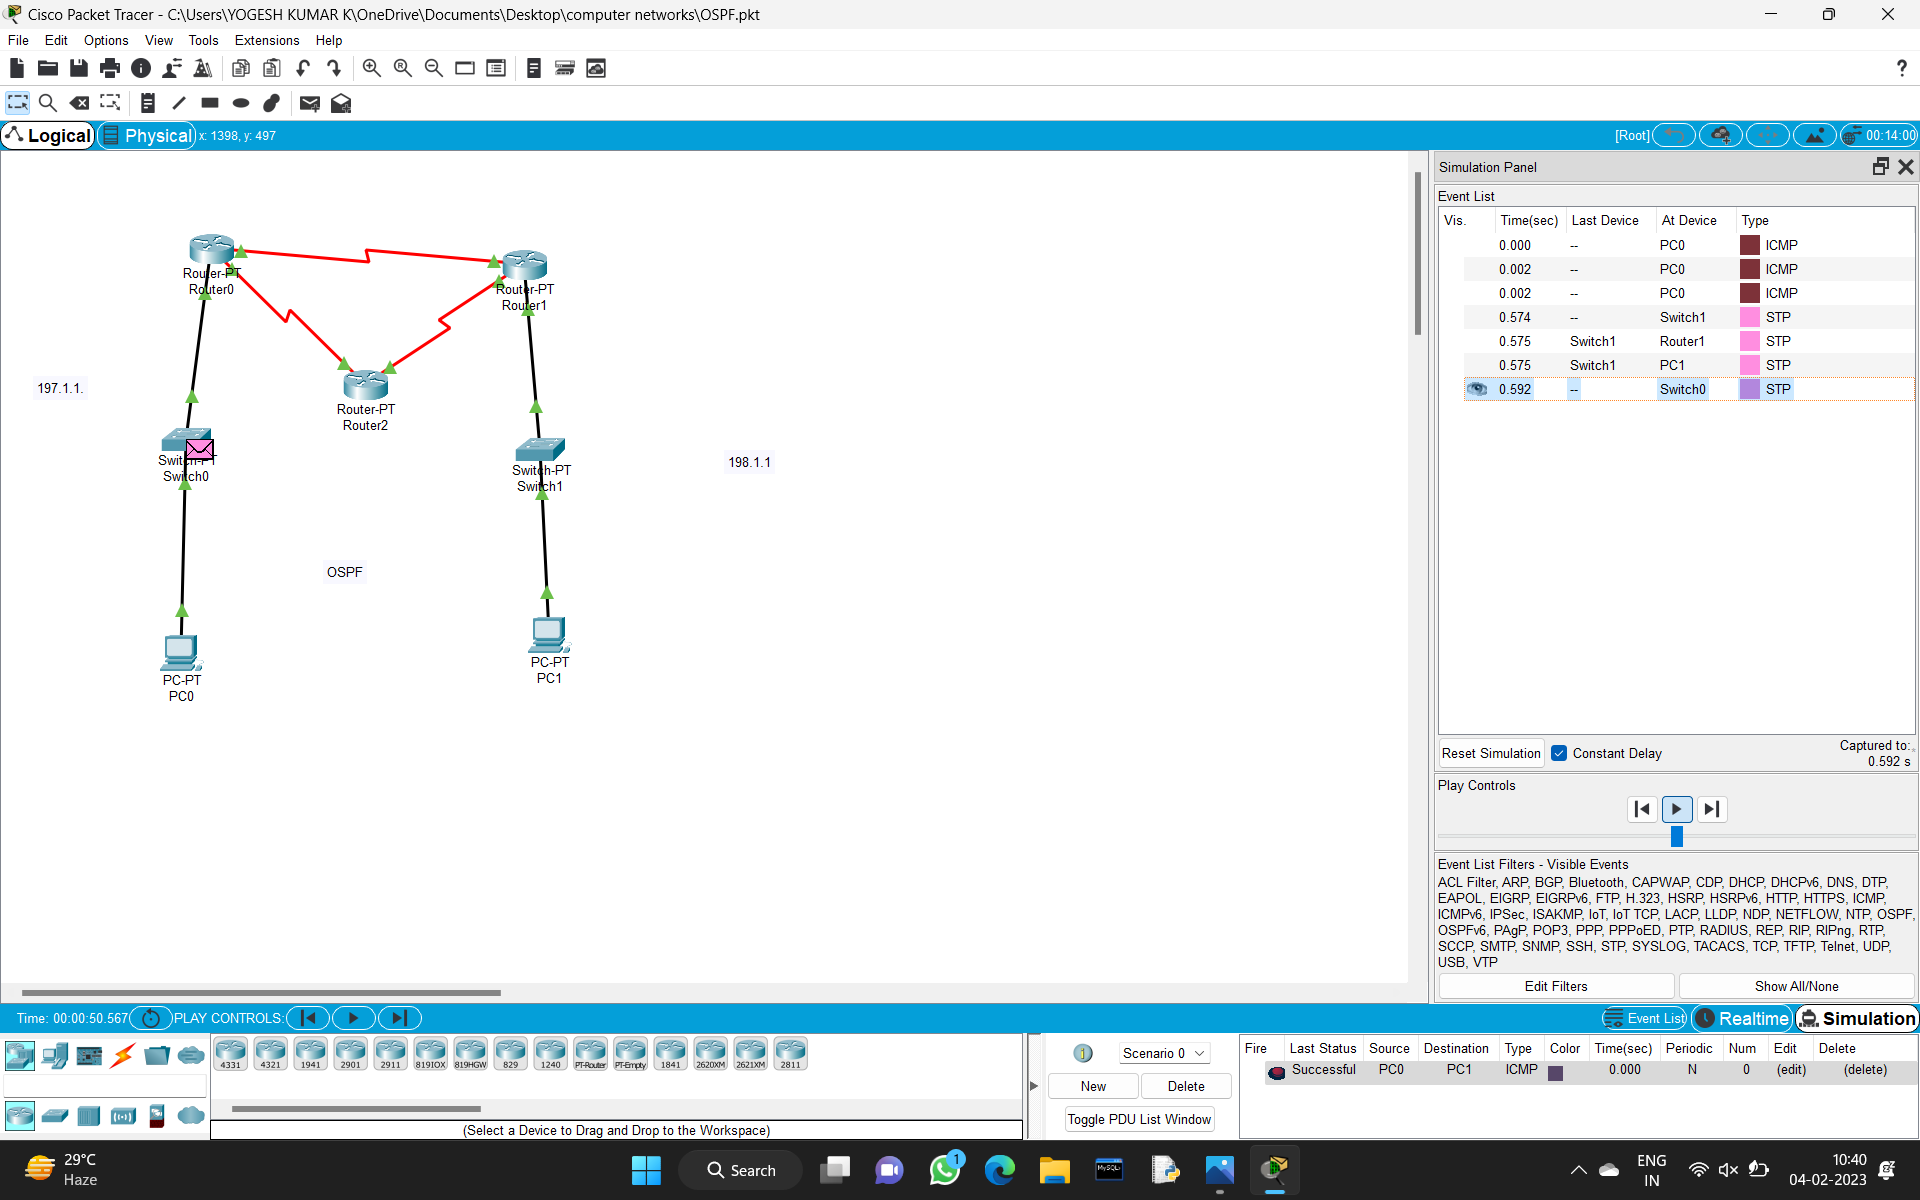 Cisco Packet Tracer - C:\Users\YOGESH KUMAR K\OneDrive\Documents\Desktop\computer networks\OSPF.pkt
File Edit Options View Tools Extensions Help
?
Logical Physical x: 1398, y: 497 [Root] 00:14:00
Router-PT
Router0
Router-PT
Router1
Router-PT
Router2
197.1.1.
Switch-PT
Switch0
Switch-PT
Switch1
198.1.1
OSPF
PC-PT
PC0
PC-PT
PC1
Simulation Panel
Event List
Vis. Time(sec) Last Device At Device Type
0.000 -- PC0 ICMP
0.002 -- PC0 ICMP
0.002 -- PC0 ICMP
0.574 -- Switch1 STP
0.575 Switch1 Router1 STP
0.575 Switch1 PC1 STP
0.592 -- Switch0 STP
Reset Simulation Constant Delay Captured to:
0.592 s
Play Controls
Event List Filters - Visible Events
ACL Filter, ARP, BGP, Bluetooth, CAPWAP, CDP, DHCP, DHCPv6, DNS, DTP,
EAPOL, EIGRP, EIGRPv6, FTP, H.323, HSRP, HSRPv6, HTTP, HTTPS, ICMP,
ICMPv6, IPSec, ISAKMP, IoT, IoT TCP, LACP, LLDP, NDP, NETFLOW, NTP, OSPF,
OSPFv6, PAgP, POP3, PPP, PPPoED, PTP, RADIUS, REP, RIP, RIPng, RTP,
SCCP, SMTP, SNMP, SSH, STP, SYSLOG, TACACS, TCP, TFTP, Telnet, UDP,
USB, VTP
Edit Filters Show All/None
Time: 00:00:50.567 PLAY CONTROLS: Event List Realtime Simulation
4331 4321 1941 2901 2911 819IOX 819HGW 829 1240 PT-Router PT-Empty 1841 2620XM 2621XM 2811
(Select a Device to Drag and Drop to the Workspace)
Scenario 0
New Delete
Toggle PDU List Window
Fire Last Status Source Destination Type Color Time(sec) Periodic Num Edit Delete
Successful PC0 PC1 ICMP 0.000 N 0 (edit) (delete)
29°C
Haze
Search
1
MySQL
ENG
IN
10:40
04-02-2023